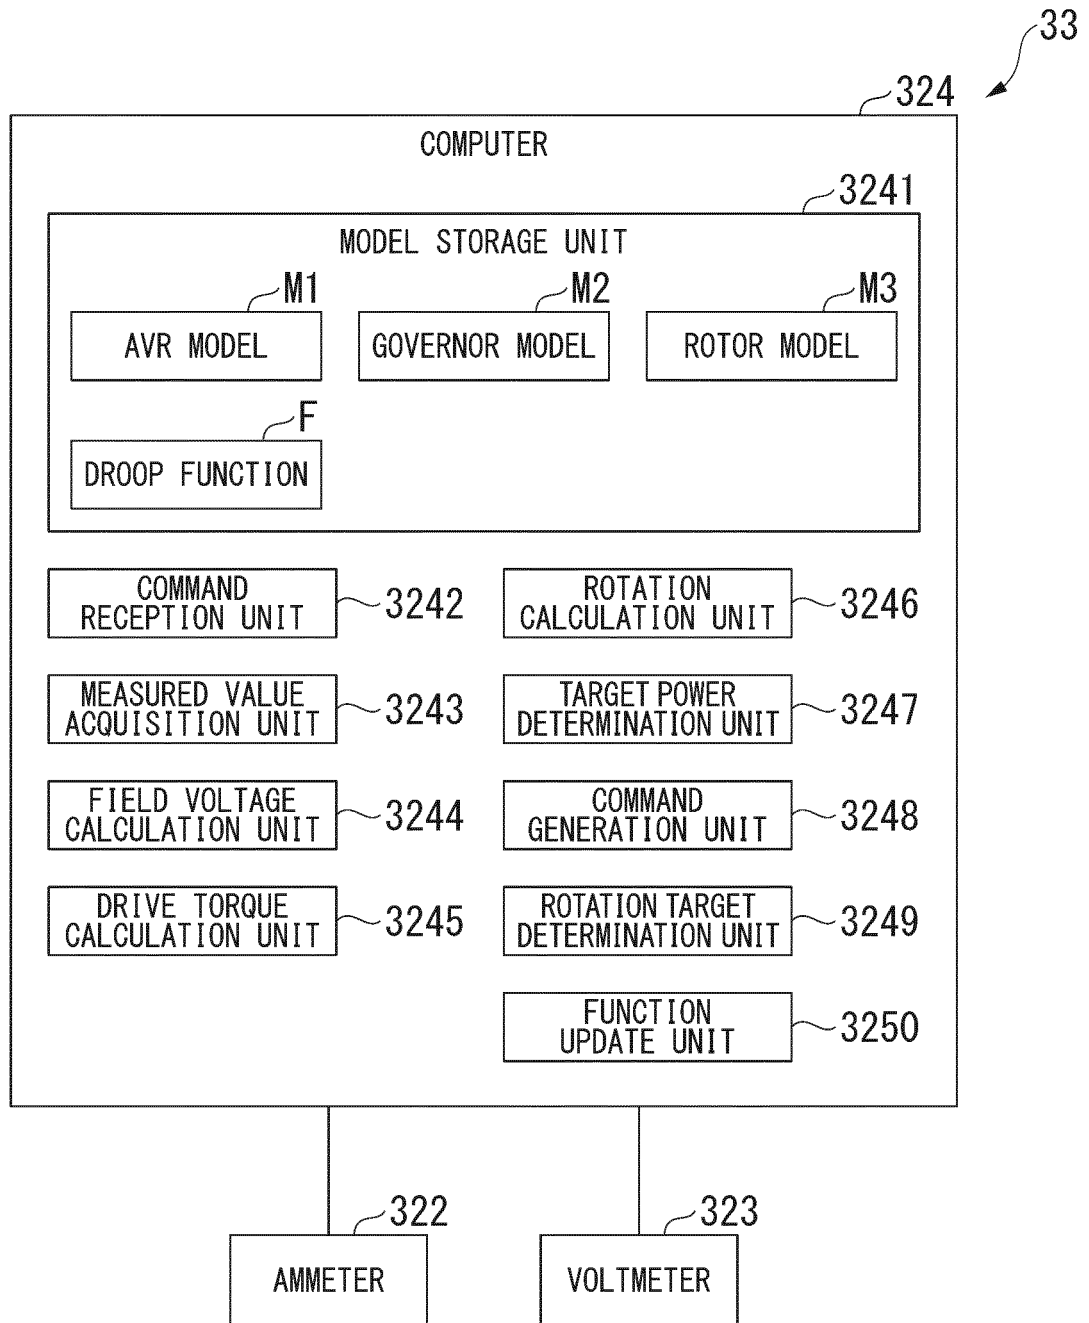 33
324
COMPUTER
3241
MODEL STORAGE UNIT
M1
M2
M3
AVR MODEL
GOVERNOR MODEL
ROTOR MODEL
F
DROOP FUNCTION
COMMAND
RECEPTION UNIT
3242
ROTATION
CALCULATION UNIT
3246
MEASURED VALUE
ACQUISITION UNIT
3243
TARGET POWER
DETERMINATION UNIT
3247
FIELD VOLTAGE
CALCULATION UNIT
3244
COMMAND
GENERATION UNIT
3248
DRIVE TORQUE
CALCULATION UNIT
3245
ROTATION TARGET
DETERMINATION UNIT
3249
FUNCTION
UPDATE UNIT
3250
322
323
AMMETER
VOLTMETER